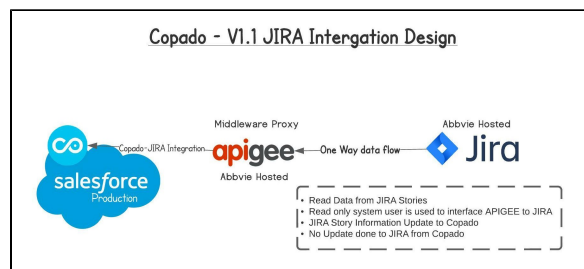 Copado - V1.1 JIRA Intergation Design
Middleware Proxy
Abbvie Hosted
Copado-JIRA Integration
apigee
One Way data flow
Jira
salesforce
Production
Abbvie Hosted
• Read Data from JIRA Stories
• Read only system user is used to interface APIGEE to JIRA
• JIRA Story Information Update to Copado
• No Update done to JIRA from Copado